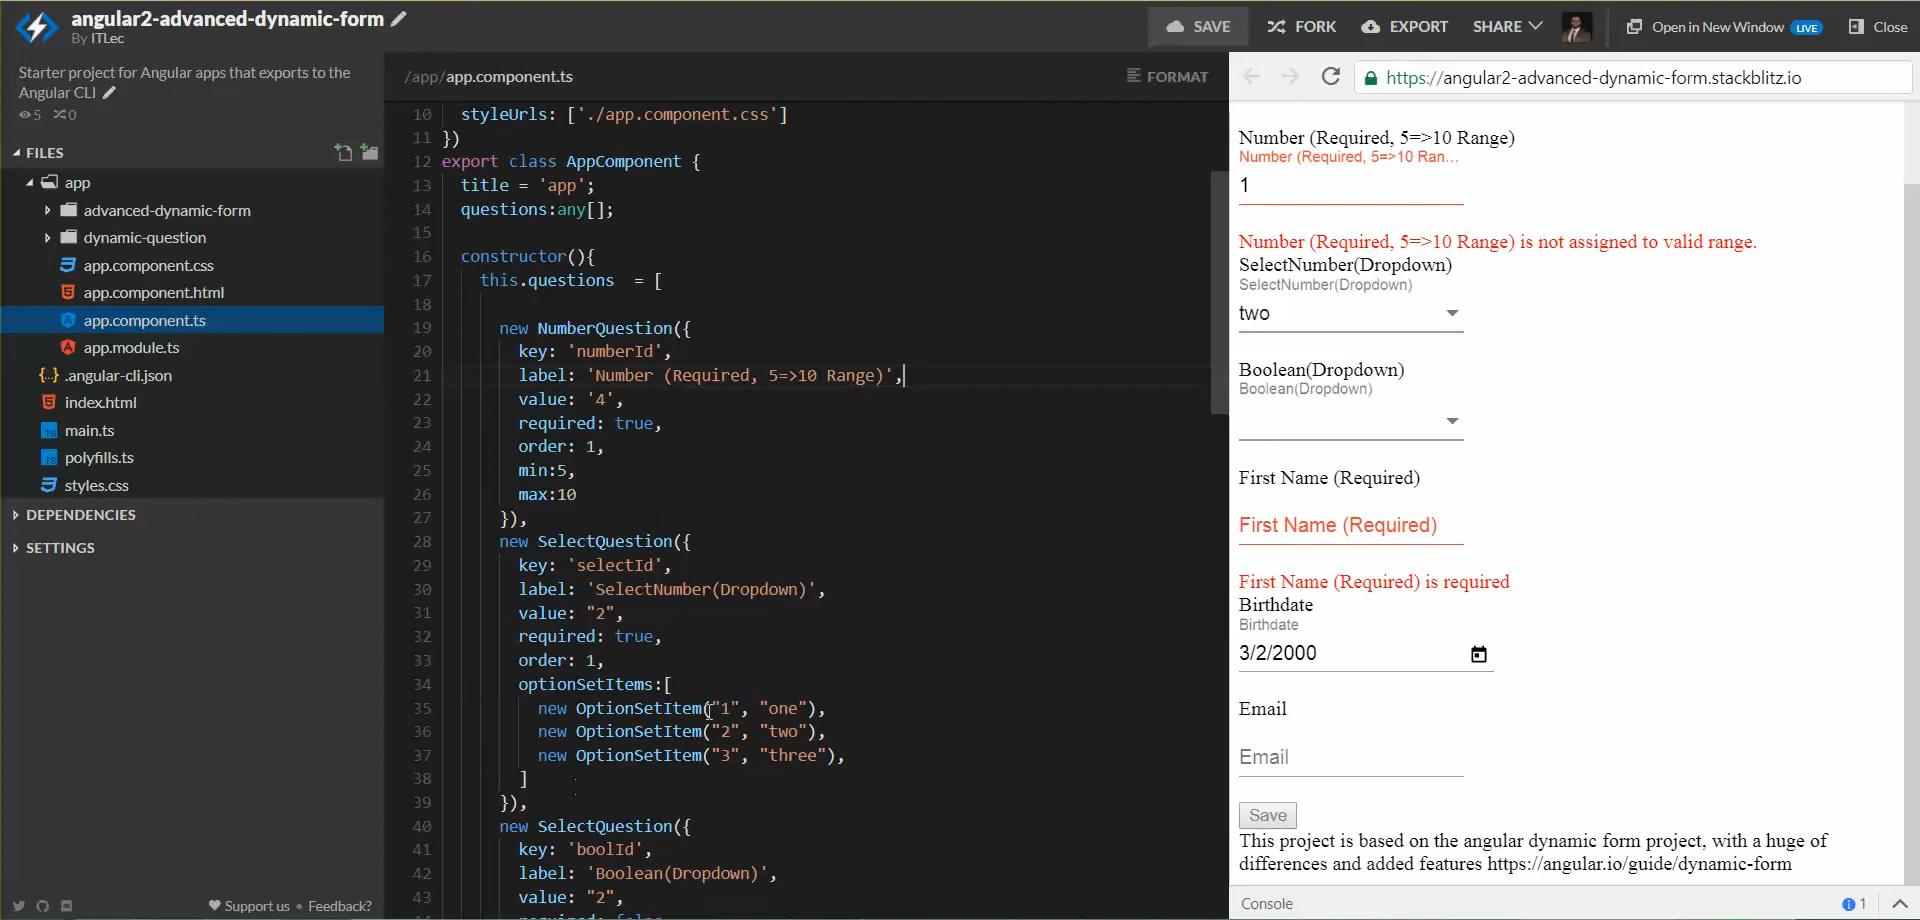 angular2-advanced-dynamic-form
By ITLec
SAVE
FORK
EXPORT
SHARE
Open in New Window LIVE
Close
Starter project for Angular apps that exports to the
Angular CLI
5 0
FILES
app
advanced-dynamic-form
dynamic-question
app.component.css
app.component.html
app.component.ts
app.module.ts
.angular-cli.json
index.html
main.ts
polyfills.ts
styles.css
DEPENDENCIES
SETTINGS
Support us • Feedback?
/app/app.component.ts
FORMAT
10 styleUrls: ['./app.component.css']
11 })
12 export class AppComponent {
13 title = 'app';
14 questions:any[];
15
16 constructor(){
17 this.questions = [
18
19 new NumberQuestion({
20 key: 'numberId',
21 label: 'Number (Required, 5=>10 Range)',
22 value: '4',
23 required: true,
24 order: 1,
25 min:5,
26 max:10
27 }),
28 new SelectQuestion({
29 key: 'selectId',
30 label: 'SelectNumber(Dropdown)',
31 value: "2",
32 required: true,
33 order: 1,
34 optionSetItems:[
35 new OptionSetItem("1", "one"),
36 new OptionSetItem("2", "two"),
37 new OptionSetItem("3", "three"),
38 ]
39 }),
40 new SelectQuestion({
41 key: 'boolId',
42 label: 'Boolean(Dropdown)',
43 value: "2",
https://angular2-advanced-dynamic-form.stackblitz.io
Number (Required, 5=>10 Range)
Number (Required, 5=>10 Ran...
1
Number (Required, 5=>10 Range) is not assigned to valid range.
SelectNumber(Dropdown)
SelectNumber(Dropdown)
two
Boolean(Dropdown)
Boolean(Dropdown)
First Name (Required)
First Name (Required)
First Name (Required) is required
Birthdate
Birthdate
3/2/2000
Email
Email
Save
This project is based on the angular dynamic form project, with a huge of
differences and added features https://angular.io/guide/dynamic-form
Console
1